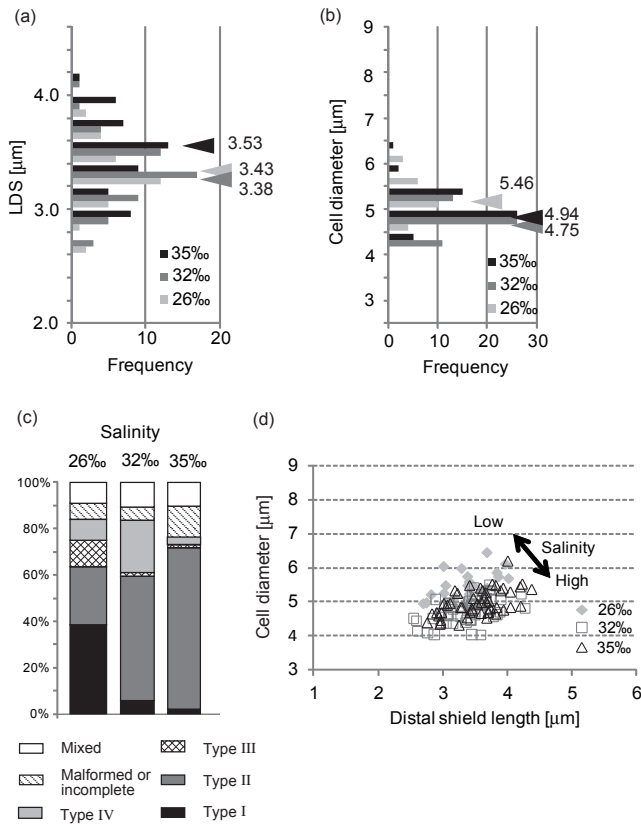 (a)
LDS [µm]
4.0
3.0
2.0
3.53
3.43
3.38
35‰
32‰
26‰
0 10 20
Frequency
(b)
Cell diameter [µm]
9
8
7
6
5
4
3
5.46
4.94
4.75
35‰
32‰
26‰
0 10 20 30
Frequency
(c)
Salinity
26‰ 32‰ 35‰
100%
80%
60%
40%
20%
0%
Mixed
Malformed or
incomplete
Type IV
Type III
Type II
Type I
(d)
Cell diameter [µm]
9
8
7
6
5
4
3
Low
Salinity
High
26‰
32‰
35‰
1 2 3 4 5 6
Distal shield length [µm]